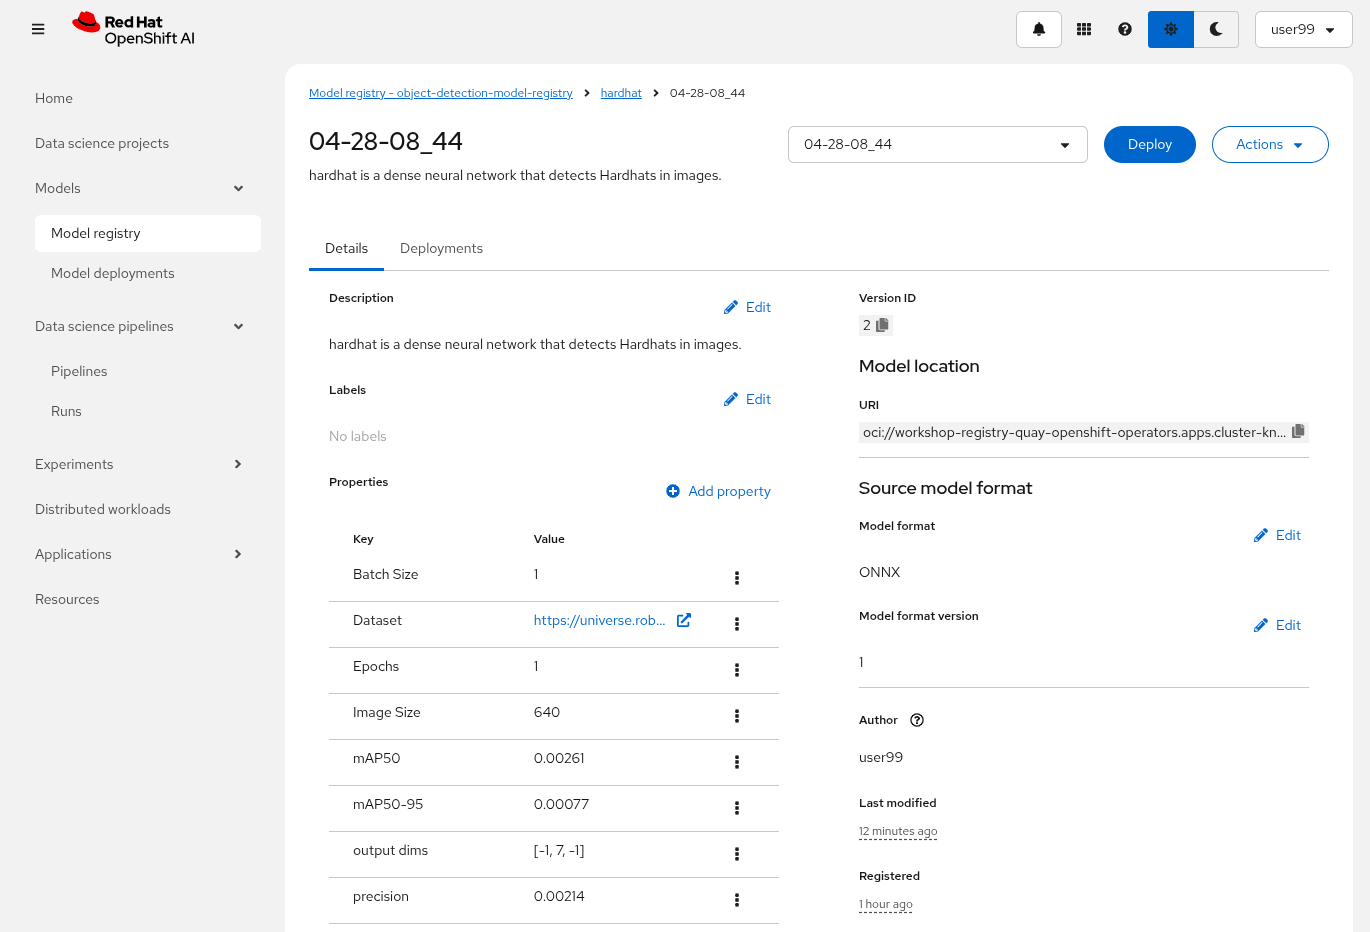 Red Hat
OpenShift AI
user99
Home
Data science projects
Models
Model registry
Model deployments
Data science pipelines
Pipelines
Runs
Experiments
Distributed workloads
Applications
Resources
Model registry - object-detection-model-registry > hardhat > 04-28-08_44
04-28-08_44
04-28-08_44
Deploy
Actions
hardhat is a dense neural network that detects Hardhats in images.
Details Deployments
Description
Edit
hardhat is a dense neural network that detects Hardhats in images.
Labels
Edit
No labels
Properties
Add property
Key Value
Batch Size 1
Dataset https://universe.rob...
Epochs 1
Image Size 640
mAP50 0.00261
mAP50-95 0.00077
output dims [-1, 7, -1]
precision 0.00214
Version ID
2
Model location
URI
oci://workshop-registry-quay-openshift-operators.apps.cluster-kn...
Source model format
Model format
Edit
ONNX
Model format version
Edit
1
Author
user99
Last modified
12 minutes ago
Registered
1 hour ago